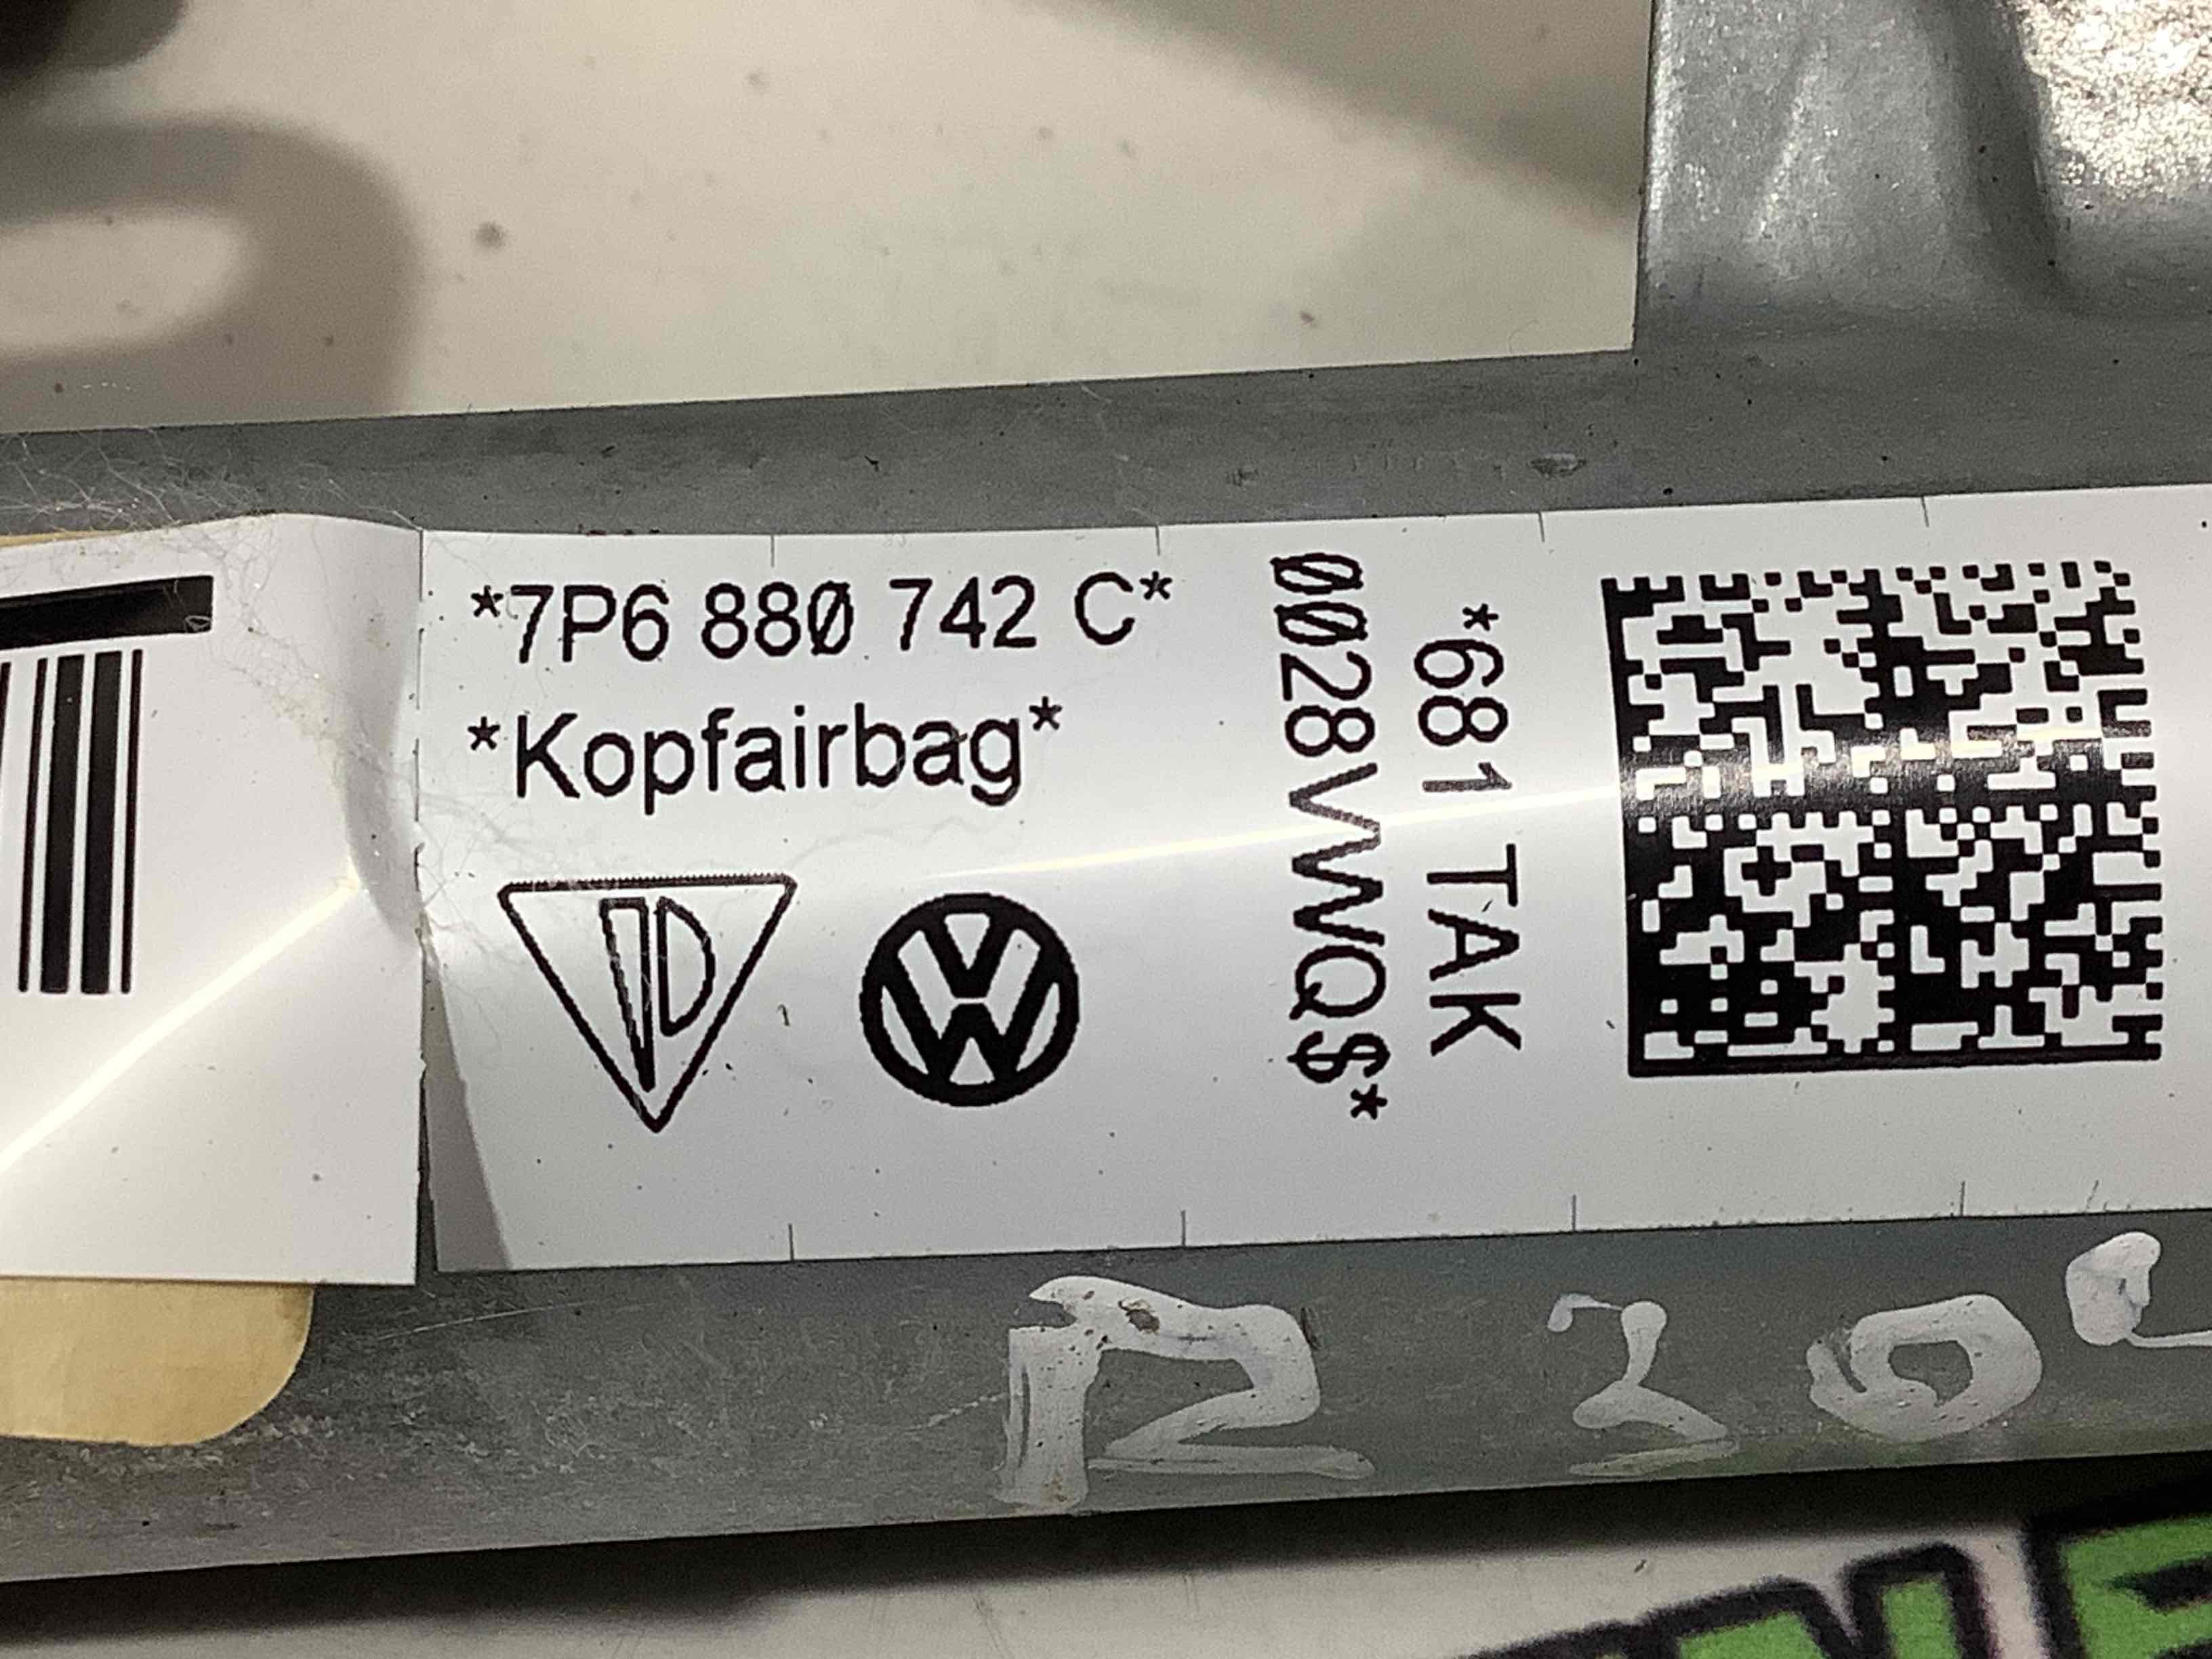 *7P6 880 742 C*
*Kopfairbag*
*681 TAK
0028VWQ$*